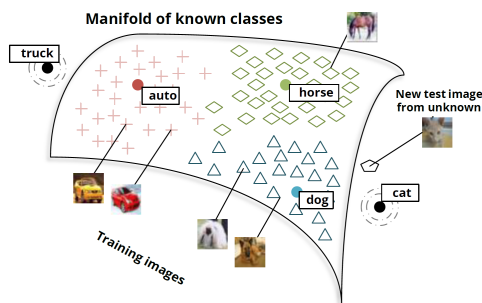 Manifold of known classes
truck
auto
horse
New test image
from unknown
dog
cat
Training images